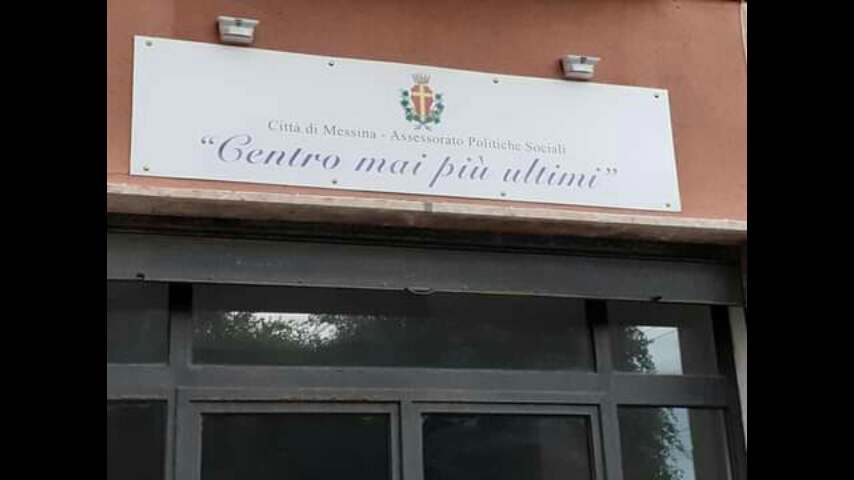 Città di Messina - Assessorato Politiche Sociali
“Centro mai più ultimi”